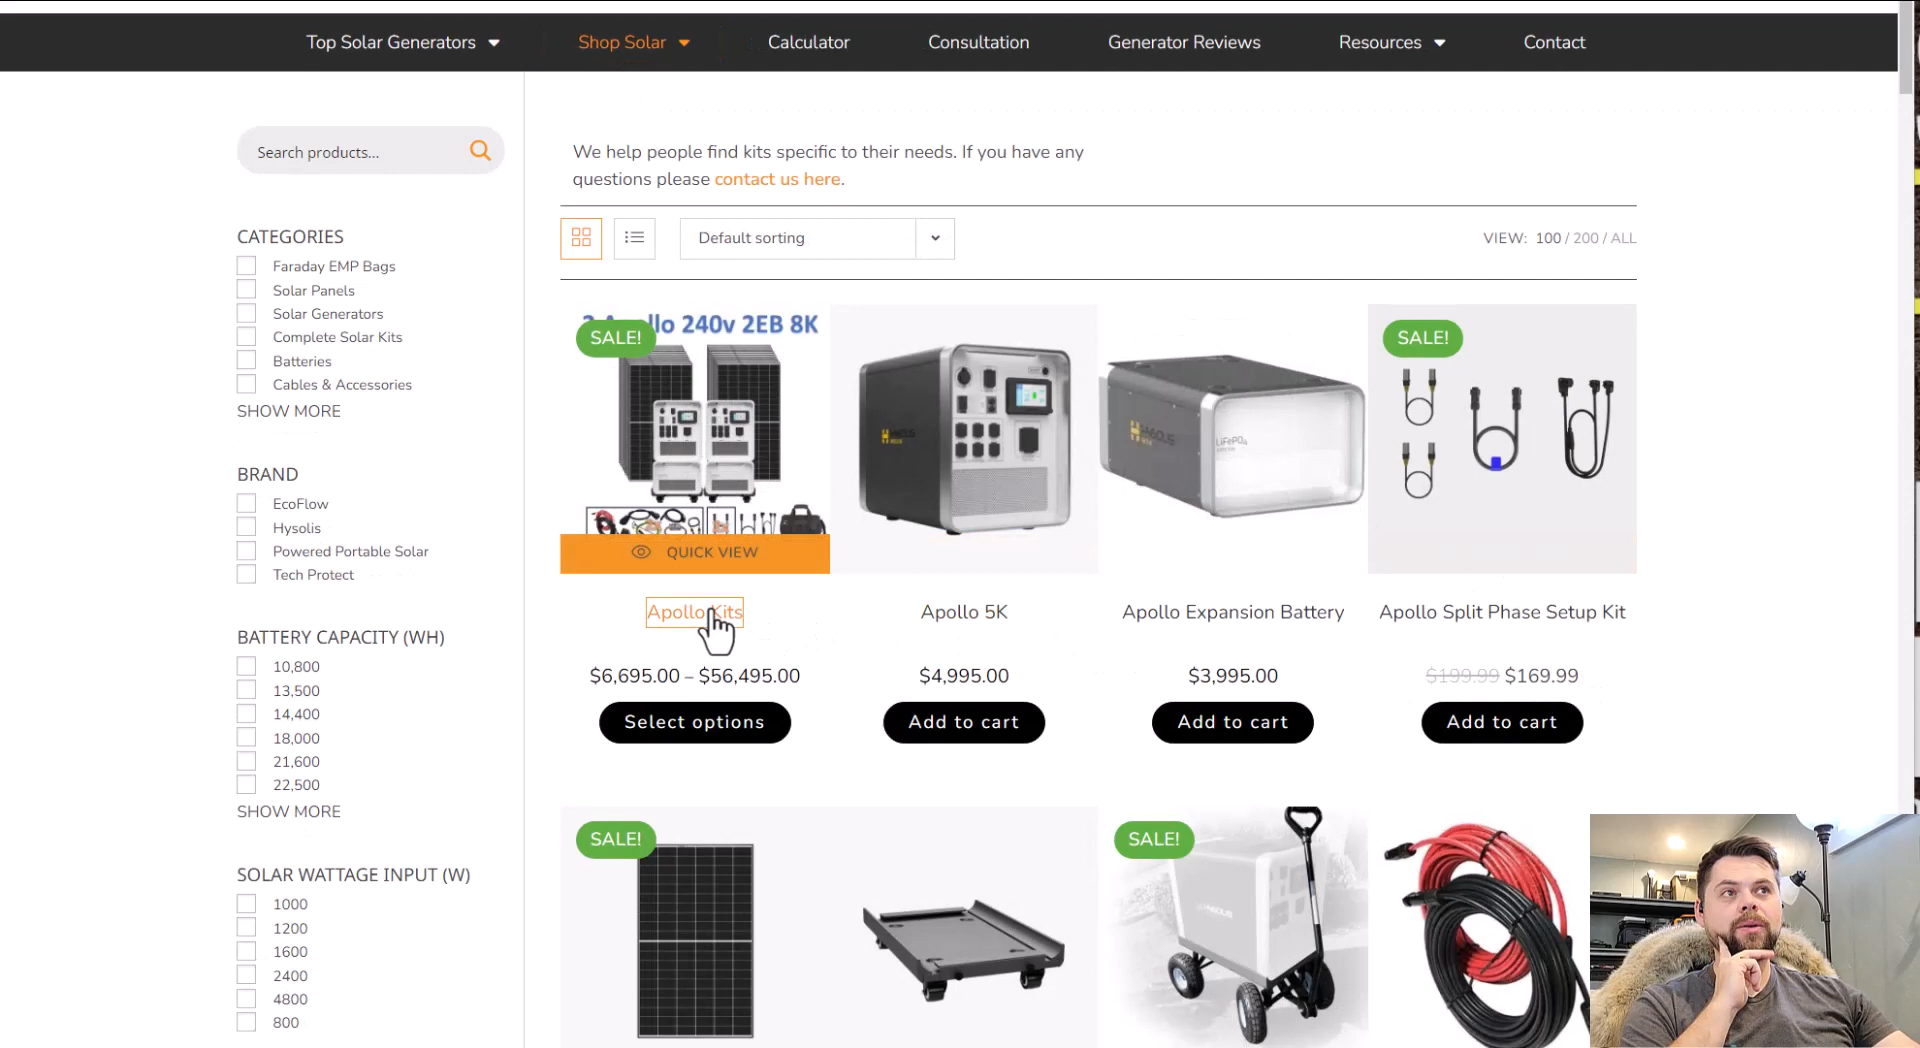 Top Solar Generators
Shop Solar
Calculator
Consultation
Generator Reviews
Resources
Contact
Search products...
We help people find kits specific to their needs. If you have any
questions please contact us here.
Default sorting
VIEW: 100 / 200 / ALL
CATEGORIES
Faraday EMP Bags
Solar Panels
Solar Generators
Complete Solar Kits
Batteries
Cables & Accessories
SHOW MORE
BRAND
EcoFlow
Hysolis
Powered Portable Solar
Tech Protect
BATTERY CAPACITY (WH)
10,800
13,500
14,400
18,000
21,600
22,500
SHOW MORE
SOLAR WATTAGE INPUT (W)
1000
1200
1600
2400
4800
800
240v 2EB 8K
SALE!
QUICK VIEW
Apollo Kits
$6,695.00 – $56,495.00
Select options
Apollo 5K
$4,995.00
Add to cart
LiFePO4
Apollo Expansion Battery
$3,995.00
Add to cart
SALE!
Apollo Split Phase Setup Kit
$199.99 $169.99
Add to cart
SALE!
SALE!